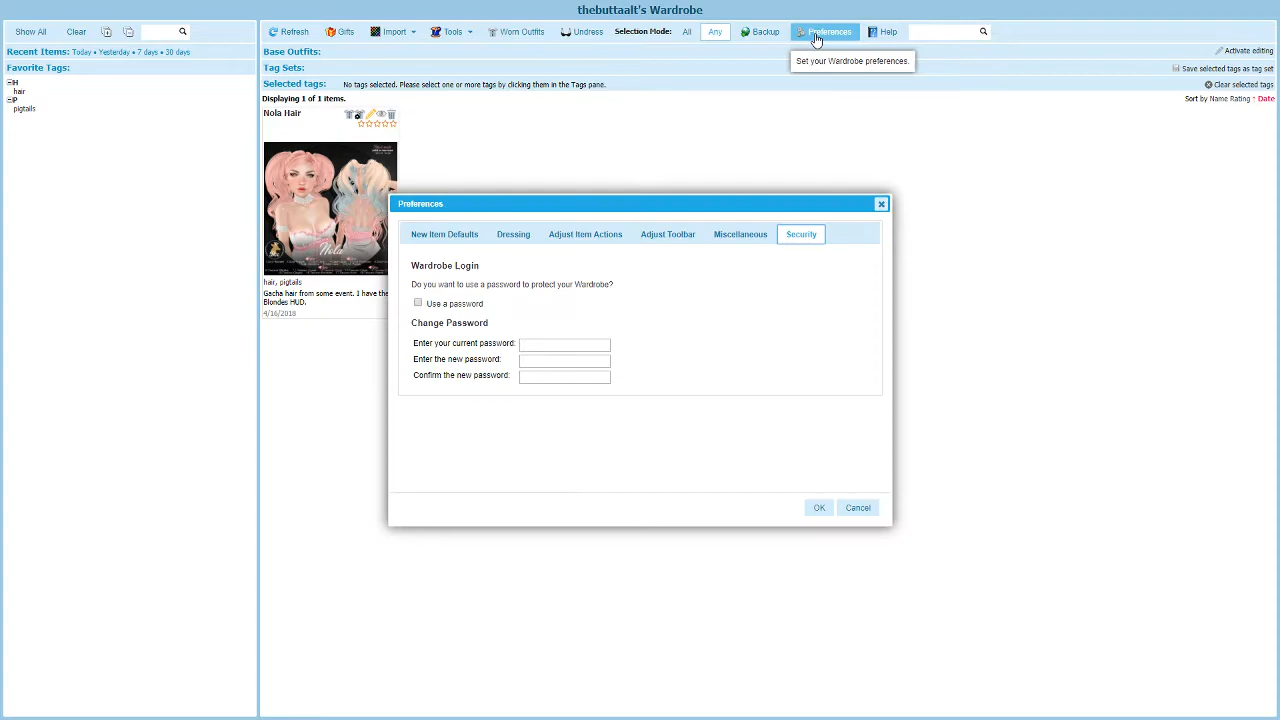 thebuttaalt's Wardrobe
Show All Clear
Refresh Gifts Import Tools Worn Outfits Undress Selection Mode: All Any Backup Preferences Help
Recent Items: Today • Yesterday • 7 days • 30 days
Base Outfits:
Activate editing
Set your Wardrobe preferences.
Favorite Tags:
Tag Sets:
Save selected tags as tag set
H
hair
P
pigtails
Selected tags: No tags selected. Please select one or more tags by clicking them in the Tags pane.
Clear selected tags
Displaying 1 of 1 items.
Sort by Name Rating ↑ Date
Nola Hair
Nola
hair, pigtails
Gacha hair from some event. I have the
Blondes HUD.
4/16/2018
Preferences
New Item Defaults Dressing Adjust Item Actions Adjust Toolbar Miscellaneous Security
Wardrobe Login
Do you want to use a password to protect your Wardrobe?
Use a password
Change Password
Enter your current password:
Enter the new password:
Confirm the new password:
OK Cancel